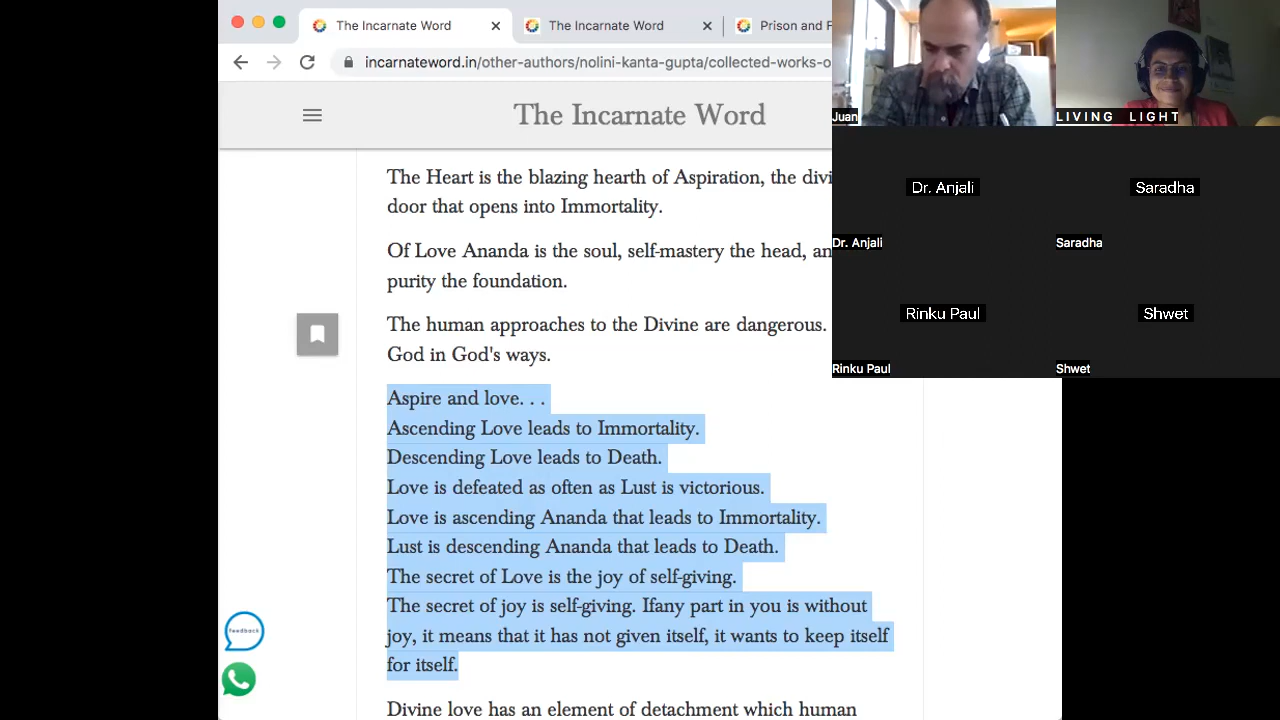 The Incarnate Word
The Incarnate Word
Prison and F
incarnateword.in/other-authors/nolini-kanta-gupta/collected-works-o
The Incarnate Word
The Heart is the blazing hearth of Aspiration, the divi
door that opens into Immortality.
Of Love Ananda is the soul, self-mastery the head, an
purity the foundation.
The human approaches to the Divine are dangerous.
God in God's ways.
Aspire and love. . .
Ascending Love leads to Immortality.
Descending Love leads to Death.
Love is defeated as often as Lust is victorious.
Love is ascending Ananda that leads to Immortality.
Lust is descending Ananda that leads to Death.
The secret of Love is the joy of self-giving.
The secret of joy is self-giving. Ifany part in you is without
joy, it means that it has not given itself, it wants to keep itself
for itself.
Divine love has an element of detachment which human
feedback
Juan
LIVING LIGHT
Dr. Anjali
Saradha
Dr. Anjali
Saradha
Rinku Paul
Shwet
Rinku Paul
Shwet